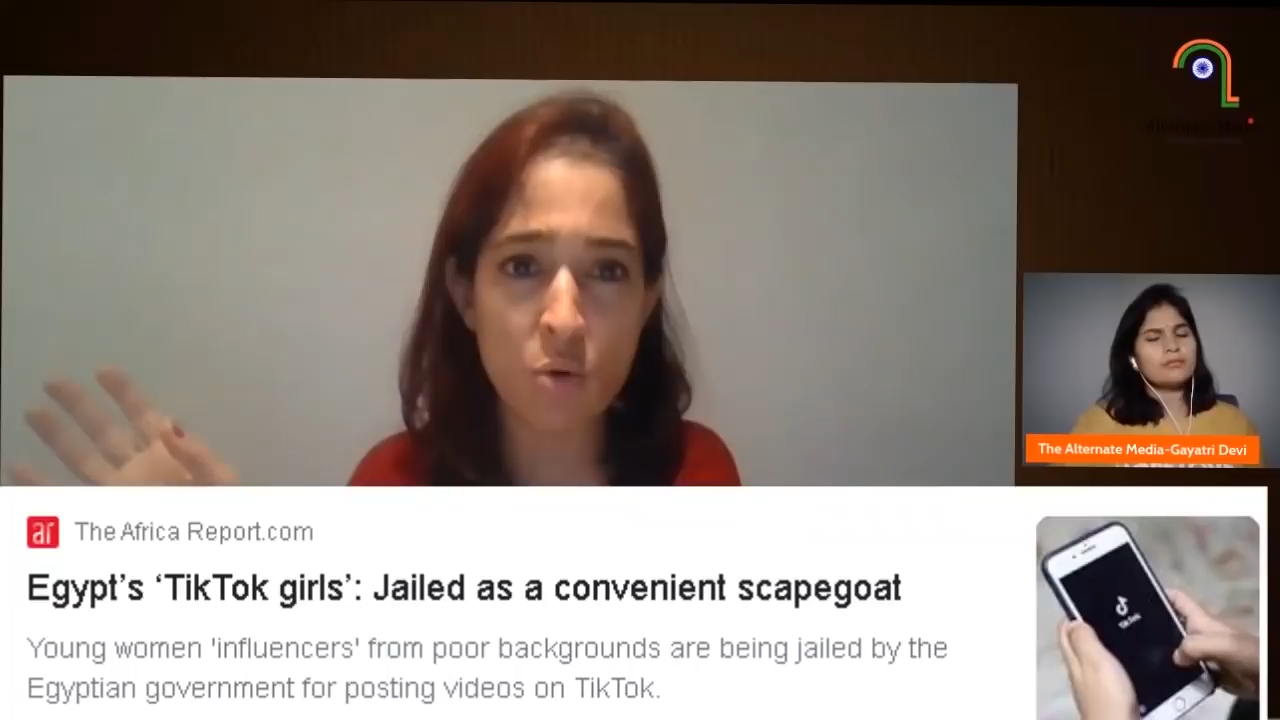 The Alternate Media-Gayatri Devi
ar The Africa Report.com
Egypt's ‘TikTok girls’: Jailed as a convenient scapegoat
Young women 'influencers' from poor backgrounds are being jailed by the
Egyptian government for posting videos on TikTok.
TikTok